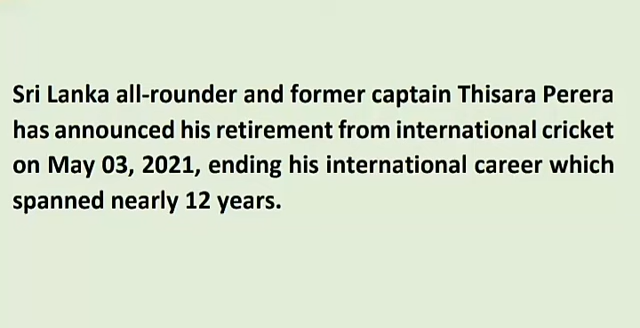 Sri Lanka all-rounder and former captain Thisara Perera
has announced his retirement from international cricket
on May 03, 2021, ending his international career which
spanned nearly 12 years.